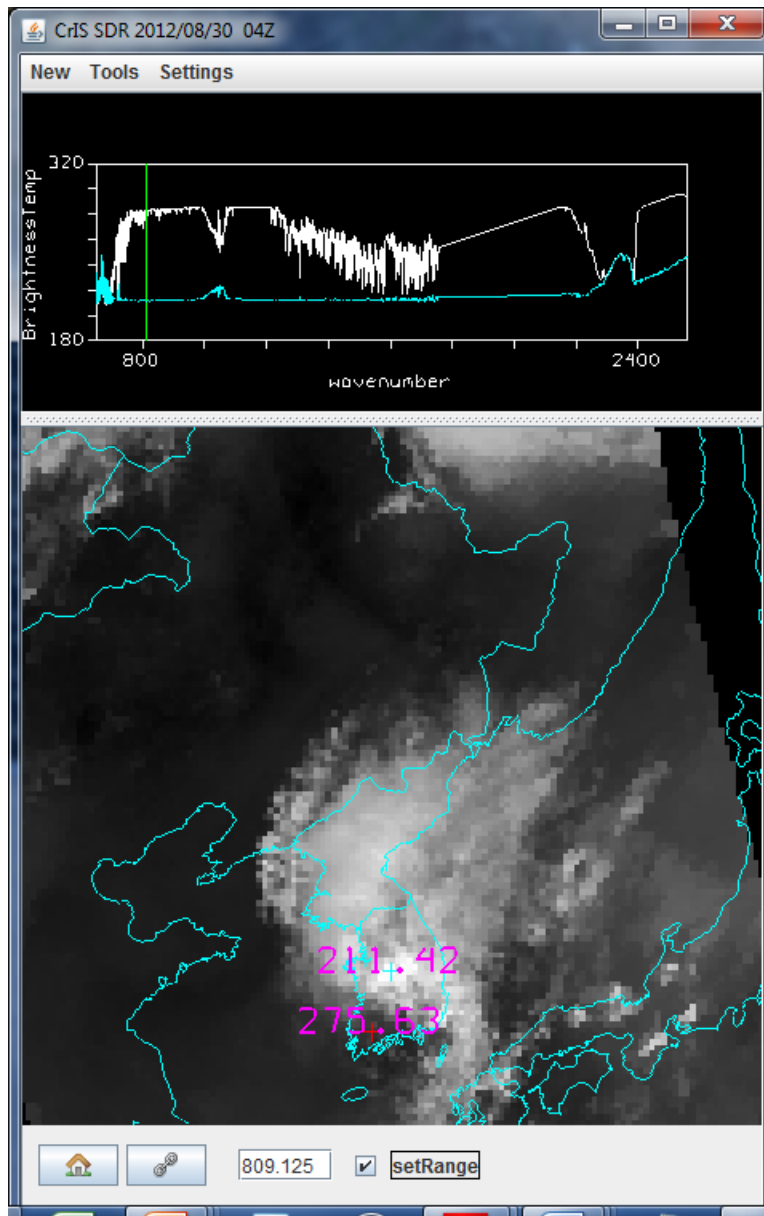 CrIS SDR 2012/08/30 04Z
New Tools Settings
320
BrightnessTemp
180
800
2400
wavenumber
211.42
275.63
809.125
setRange